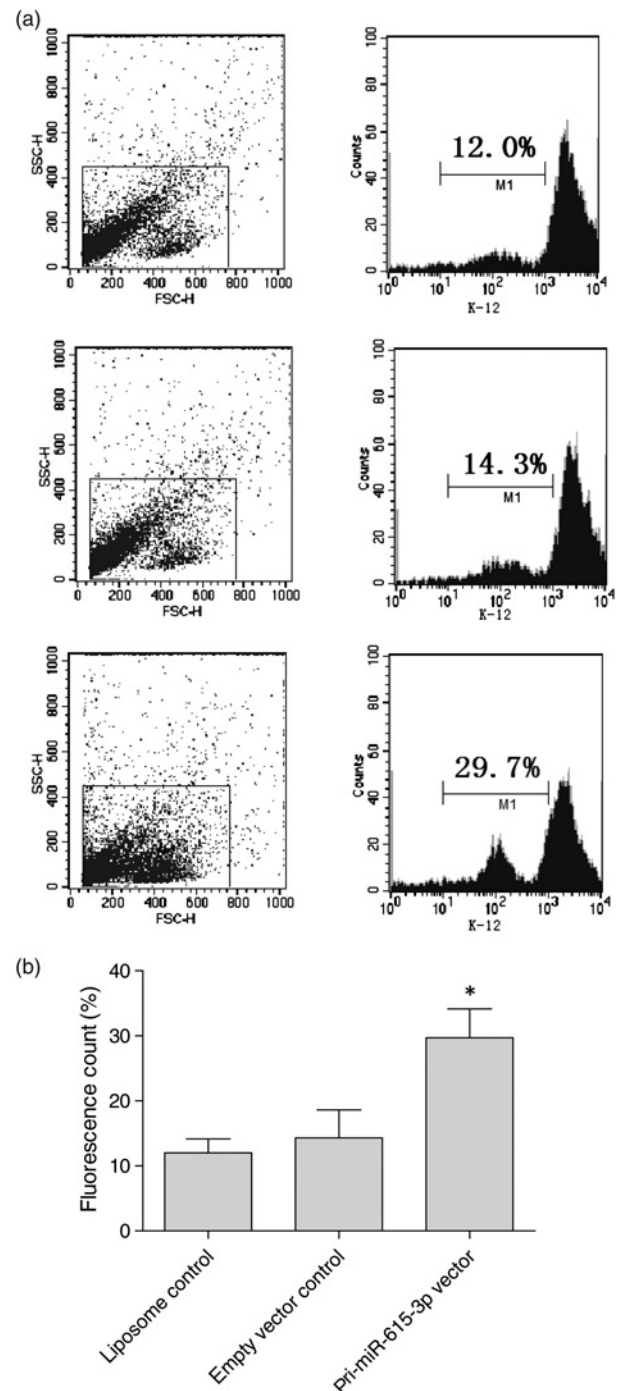 (a)
1000
800
600
400
200
0
SSC-H
200 400 600 800 1000
FSC-H
100
80
60
40
20
0
Counts
12.0%
M1
10^0 10^1 10^2 10^3 10^4
K-12
1000
800
600
400
200
0
SSC-H
200 400 600 800 1000
FSC-H
100
80
60
40
20
0
Counts
14.3%
M1
10^0 10^1 10^2 10^3 10^4
K-12
1000
800
600
400
200
0
SSC-H
200 400 600 800 1000
FSC-H
100
80
60
40
20
0
Counts
29.7%
M1
10^0 10^1 10^2 10^3 10^4
K-12
(b)
40
30
20
10
0
Fluorescence count (%)
*
Liposome control
Empty vector control
Pri-miR-615-3p vector